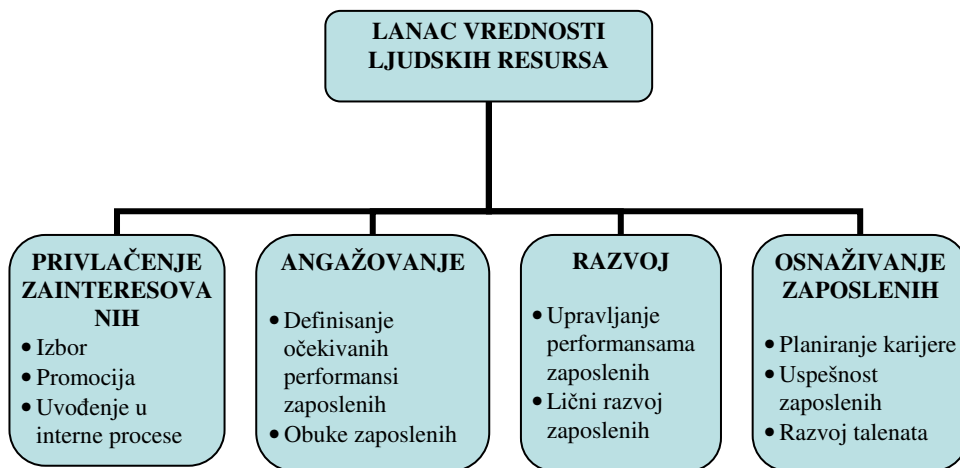 LANAC VREDNOSTI
LJUDSKIH RESURSA
PRIVLAČENJE
ZAINTERESOVA
NIH
• Izbor
• Promocija
• Uvođenje u
interne procese
ANGAŽOVANJE
• Definisanje
očekivanih
performansi
zaposlenih
• Obuke zaposlenih
RAZVOJ
• Upravljanje
performansama
zaposlenih
• Lični razvoj
zaposlenih
OSNAŽIVANJE
ZAPOSLENIH
• Planiranje karijere
• Uspešnost
zaposlenih
• Razvoj talenata